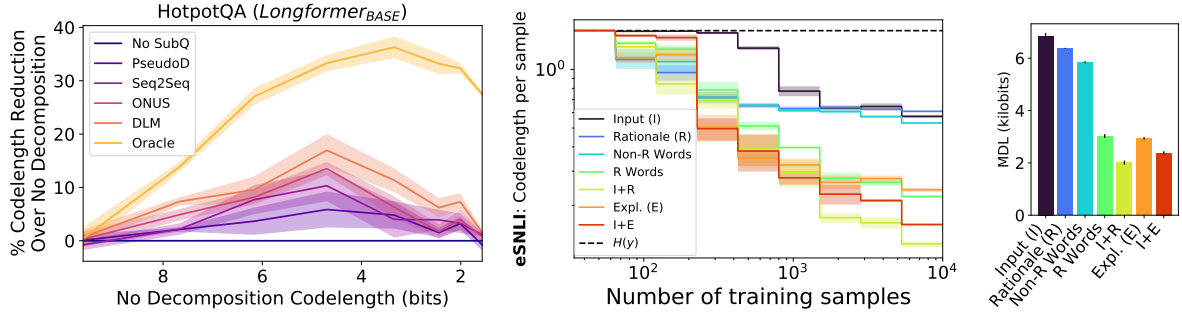 HotpotQA (Longformer_BASE)
% Codelength Reduction
Over No Decomposition
40
30
20
10
0
No SubQ
PseudoD
Seq2Seq
ONUS
DLM
Oracle
8 6 4 2
No Decomposition Codelength (bits)
eSNLI: Codelength per sample
10^0
Input (I)
Rationale (R)
Non-R Words
R Words
I+R
Expl. (E)
I+E
H(y)
10^2 10^3 10^4
Number of training samples
MDL (kilobits)
6
4
2
0
Input (I)
Rationale (R)
Non-R Words
R Words
I+R
Expl. (E)
I+E